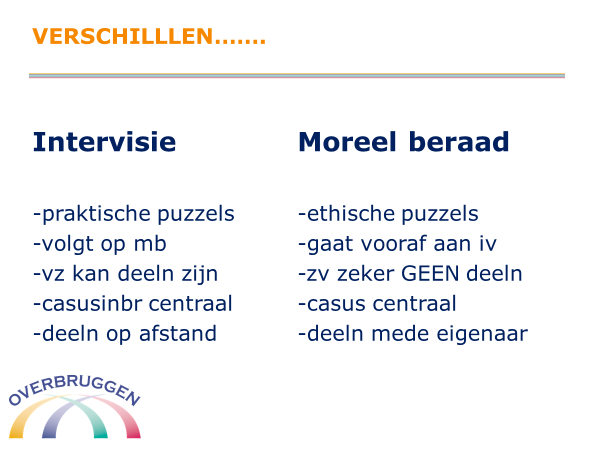 VERSCHILLLEN.......
Intervisie
-praktische puzzels
-volgt op mb
-vz kan deeln zijn
-casusinbr centraal
-deeln op afstand
Moreel beraad
-ethische puzzels
-gaat vooraf aan iv
-zv zeker GEEN deeln
-casus centraal
-deeln mede eigenaar
OVERBRUGGEN